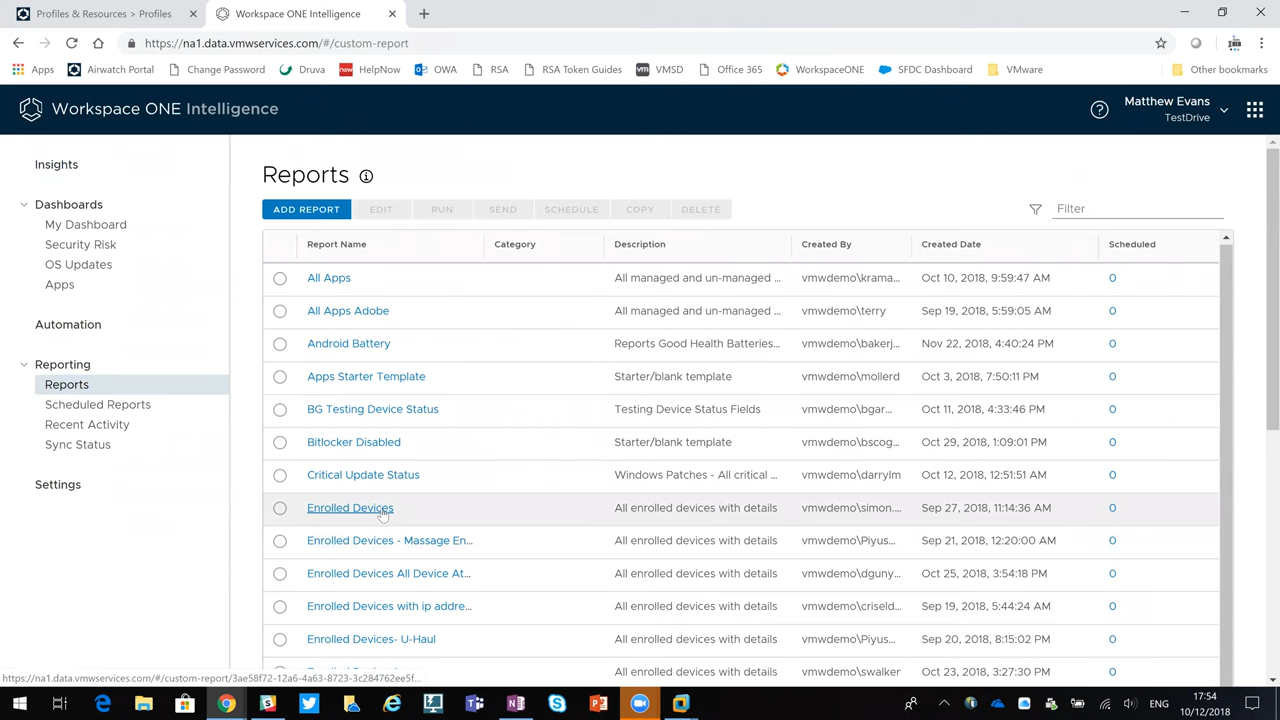 Profiles & Resources > Profiles
Workspace ONE Intelligence
https://na1.data.vmwservices.com/#/custom-report
Apps
Airwatch Portal
Change Password
Druva
HelpNow
OWA
RSA
RSA Token Guides
VMSD
Office 365
WorkspaceONE
SFDC Dashboard
VMware
Other bookmarks
Workspace ONE Intelligence
Matthew Evans
TestDrive
Insights
Dashboards
My Dashboard
Security Risk
OS Updates
Apps
Automation
Reporting
Reports
Scheduled Reports
Recent Activity
Sync Status
Settings
Reports
ADD REPORT EDIT RUN SEND SCHEDULE COPY DELETE
Filter
Report Name Category Description Created By Created Date Scheduled
All Apps All managed and un-managed ... vmwdemo\krama... Oct 10, 2018, 9:59:47 AM 0
All Apps Adobe All managed and un-managed ... vmwdemo\terry Sep 19, 2018, 5:59:05 AM 0
Android Battery Reports Good Health Batteries... vmwdemo\bakerj... Nov 22, 2018, 4:40:24 PM 0
Apps Starter Template Starter/blank template vmwdemo\mollerd Oct 3, 2018, 7:50:11 PM 0
BG Testing Device Status Testing Device Status Fields vmwdemo\bgar... Oct 11, 2018, 4:33:46 PM 0
Bitlocker Disabled Starter/blank template vmwdemo\bscog... Oct 29, 2018, 1:09:01 PM 0
Critical Update Status Windows Patches - All critical ... vmwdemo\darrylm Oct 12, 2018, 12:51:51 AM 0
Enrolled Devices All enrolled devices with details vmwdemo\simon.... Sep 27, 2018, 11:14:36 AM 0
Enrolled Devices - Massage En... All enrolled devices with details vmwdemo\Piyus... Sep 21, 2018, 12:20:00 AM 0
Enrolled Devices All Device At... All enrolled devices with details vmwdemo\dguny... Oct 25, 2018, 3:54:18 PM 0
Enrolled Devices with ip addre... All enrolled devices with details vmwdemo\criseld... Sep 19, 2018, 5:44:24 AM 0
Enrolled Devices- U-Haul All enrolled devices with details vmwdemo\Piyus... Sep 20, 2018, 8:15:02 PM 0
All enrolled devices with details vmwdemo\swalker Oct 23, 2018, 3:27:30 PM 0
https://na1.data.vmwservices.com/#/custom-report/3ae58f72-12a6-4a63-8723-3c284762ee5f...
ENG
17:54
10/12/2018